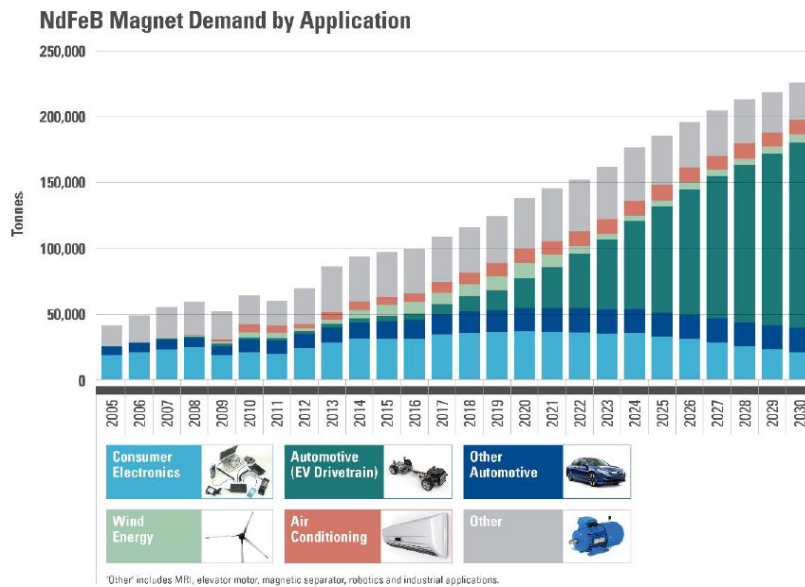 NdFeB Magnet Demand by Application
250,000
200,000
150,000
100,000
50,000
0
Tonnes
2005 2006 2007 2008 2009 2010 2011 2012 2013 2014 2015 2016 2017 2018 2019 2020 2021 2022 2023 2024 2025 2026 2027 2028 2029 2030
Consumer Electronics
Automotive (EV Drivetrain)
Other Automotive
Wind Energy
Air Conditioning
Other
'Other' includes MRI, elevator motor, magnetic separator, robotics and industrial applications.